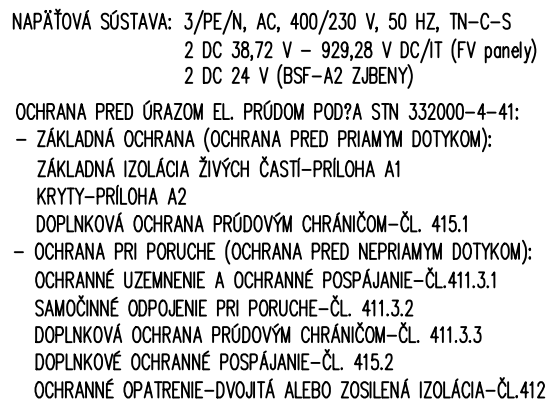 NAPÄŤOVÁ SÚSTAVA: 3/PE/N, AC, 400/230 V, 50 HZ, TN-C-S
2 DC 38,72 V - 929,28 V DC/IT (FV panely)
2 DC 24 V (BSF-A2 ZJBENY)
OCHRANA PRED ÚRAZOM EL. PRÚDOM POD?A STN 332000-4-41:
- ZÁKLADNÁ OCHRANA (OCHRANA PRED PRIAMYM DOTYKOM):
ZÁKLADNÁ IZOLÁCIA ŽIVÝCH ČASTÍ-PRÍLOHA A1
KRYTY-PRÍLOHA A2
DOPLNKOVÁ OCHRANA PRÚDOVÝM CHRÁNIČOM-ČL. 415.1
- OCHRANA PRI PORUCHE (OCHRANA PRED NEPRIAMYM DOTYKOM):
OCHRANNÉ UZEMNENIE A OCHRANNÉ POSPÁJANIE-ČL.411.3.1
SAMOČINNÉ ODPOJENIE PRI PORUCHE-ČL. 411.3.2
DOPLNKOVÁ OCHRANA PRÚDOVÝM CHRÁNIČOM-ČL. 411.3.3
DOPLNKOVÉ OCHRANNÉ POSPÁJANIE-ČL. 415.2
OCHRANNÉ OPATRENIE-DVOJITÁ ALEBO ZOSILENÁ IZOLÁCIA-ČL.412